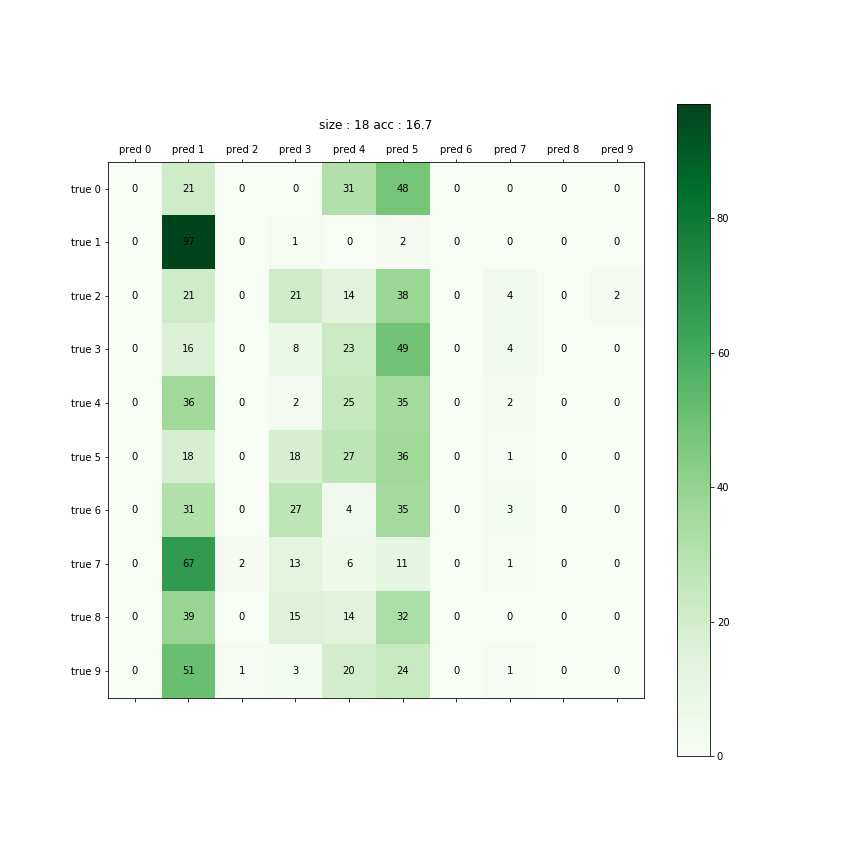 size : 18 acc : 16.7
pred 0 pred 1 pred 2 pred 3 pred 4 pred 5 pred 6 pred 7 pred 8 pred 9
true 0 0 21 0 0 31 48 0 0 0 0
true 1 0 97 0 1 0 2 0 0 0 0
true 2 0 21 0 21 14 38 0 4 0 2
true 3 0 16 0 8 23 49 0 4 0 0
true 4 0 36 0 2 25 35 0 2 0 0
true 5 0 18 0 18 27 36 0 1 0 0
true 6 0 31 0 27 4 35 0 3 0 0
true 7 0 67 2 13 6 11 0 1 0 0
true 8 0 39 0 15 14 32 0 0 0 0
true 9 0 51 1 3 20 24 0 1 0 0
80
60
40
20
0